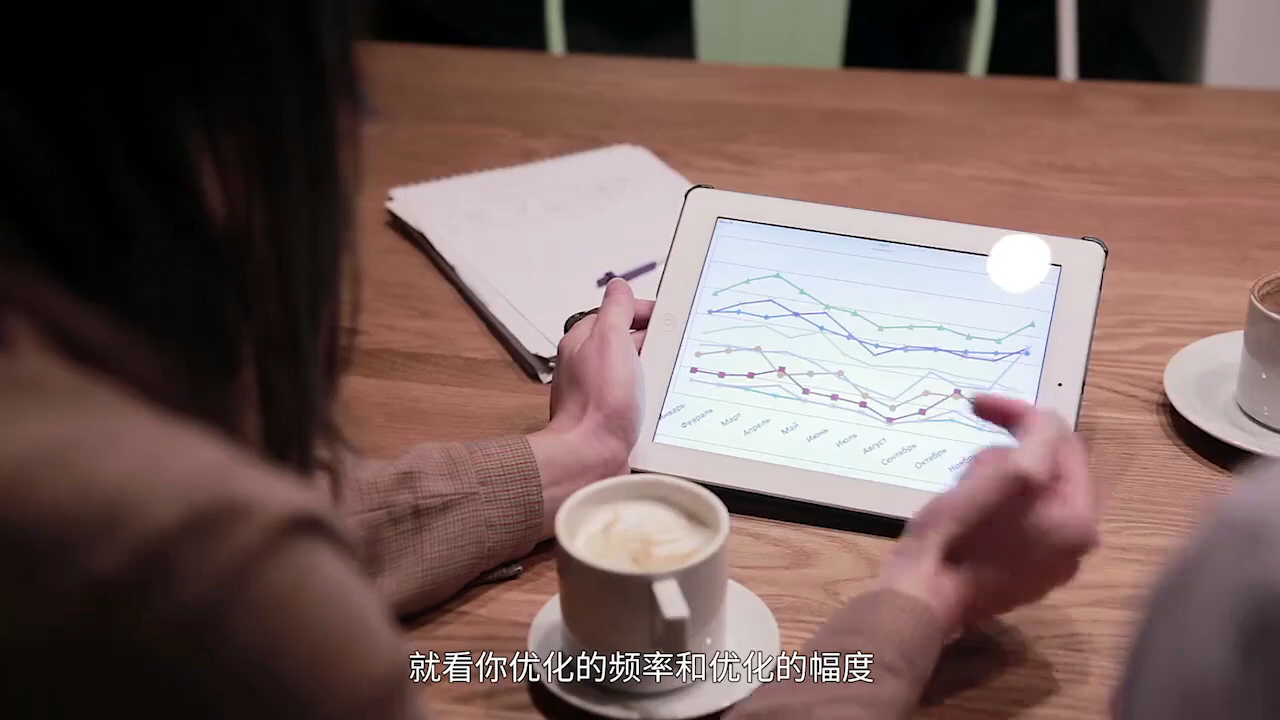 Февраль
Март
Апрель
Май
Июнь
Июль
Август
Сентябрь
Октябрь
就看你优化的频率和优化的幅度